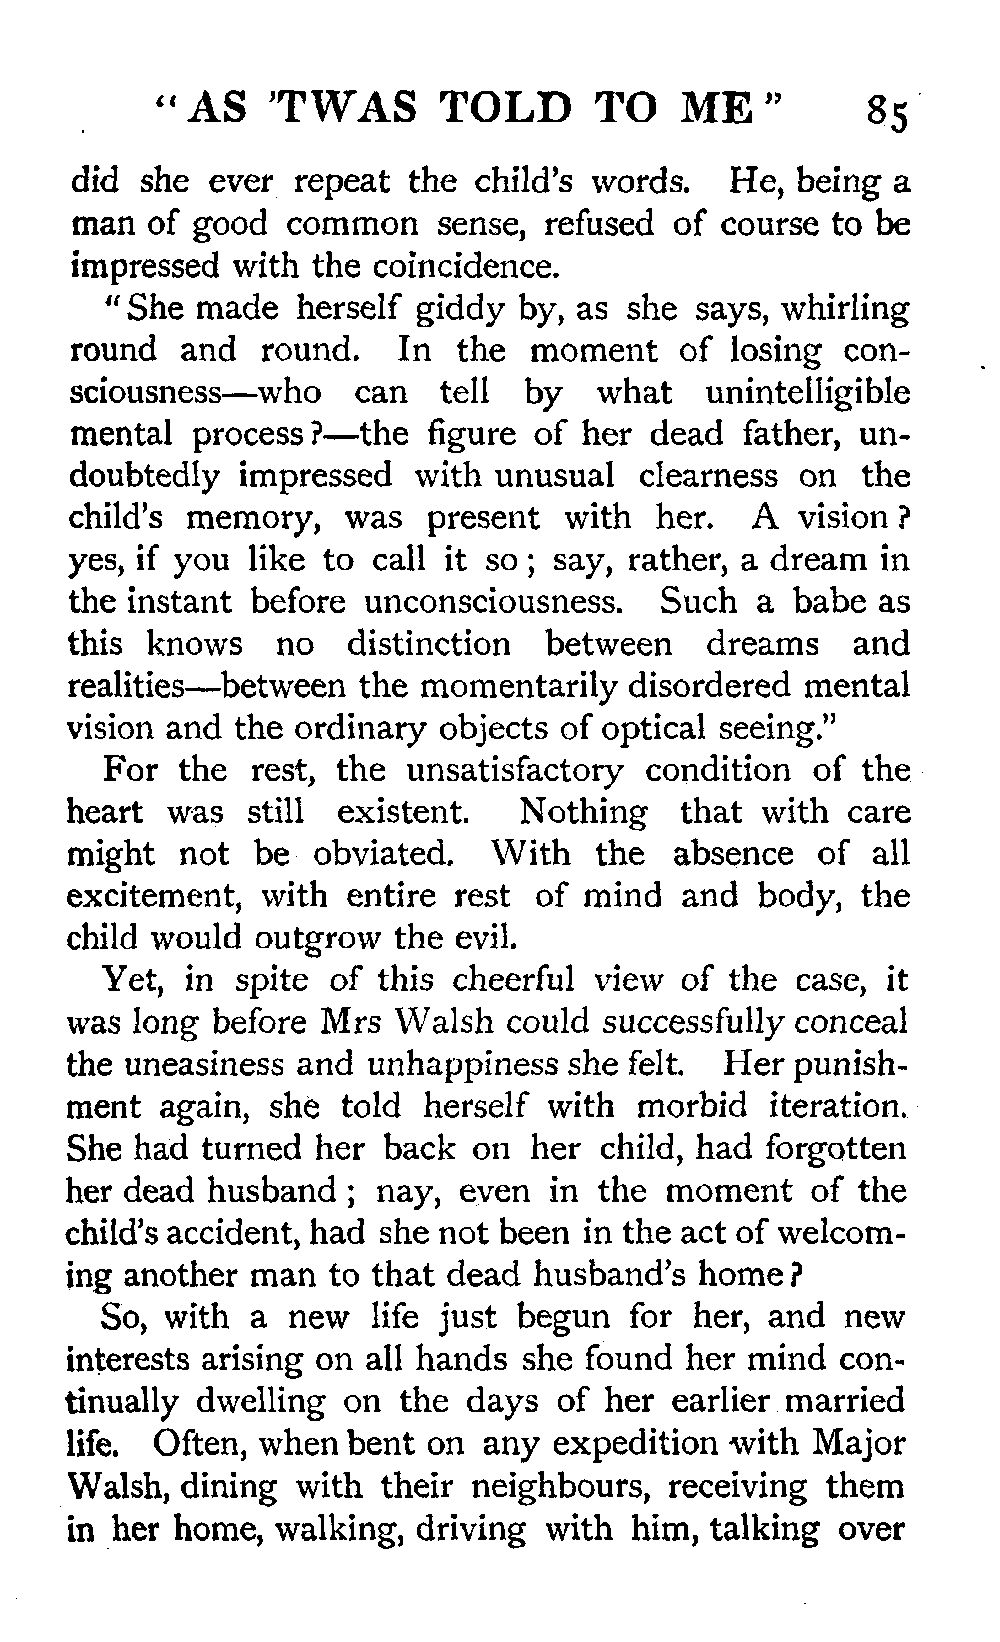 "AS 'TWAS TOLD TO ME" 85
did she ever repeat the child's words. He, being a
man of good common sense, refused of course to be
impressed with the coincidence.
"She made herself giddy by, as she says, whirling
round and round. In the moment of losing con-
sciousness—who can tell by what unintelligible
mental process?—the figure of her dead father, un-
doubtedly impressed with unusual clearness on the
child's memory, was present with her. A vision?
yes, if you like to call it so; say, rather, a dream in
the instant before unconsciousness. Such a babe as
this knows no distinction between dreams and
realities—between the momentarily disordered mental
vision and the ordinary objects of optical seeing."
For the rest, the unsatisfactory condition of the
heart was still existent. Nothing that with care
might not be obviated. With the absence of all
excitement, with entire rest of mind and body, the
child would outgrow the evil.
Yet, in spite of this cheerful view of the case, it
was long before Mrs Walsh could successfully conceal
the uneasiness and unhappiness she felt. Her punish-
ment again, she told herself with morbid iteration.
She had turned her back on her child, had forgotten
her dead husband; nay, even in the moment of the
child's accident, had she not been in the act of welcom-
ing another man to that dead husband's home?
So, with a new life just begun for her, and new
interests arising on all hands she found her mind con-
tinually dwelling on the days of her earlier married
life. Often, when bent on any expedition with Major
Walsh, dining with their neighbours, receiving them
in her home, walking, driving with him, talking over